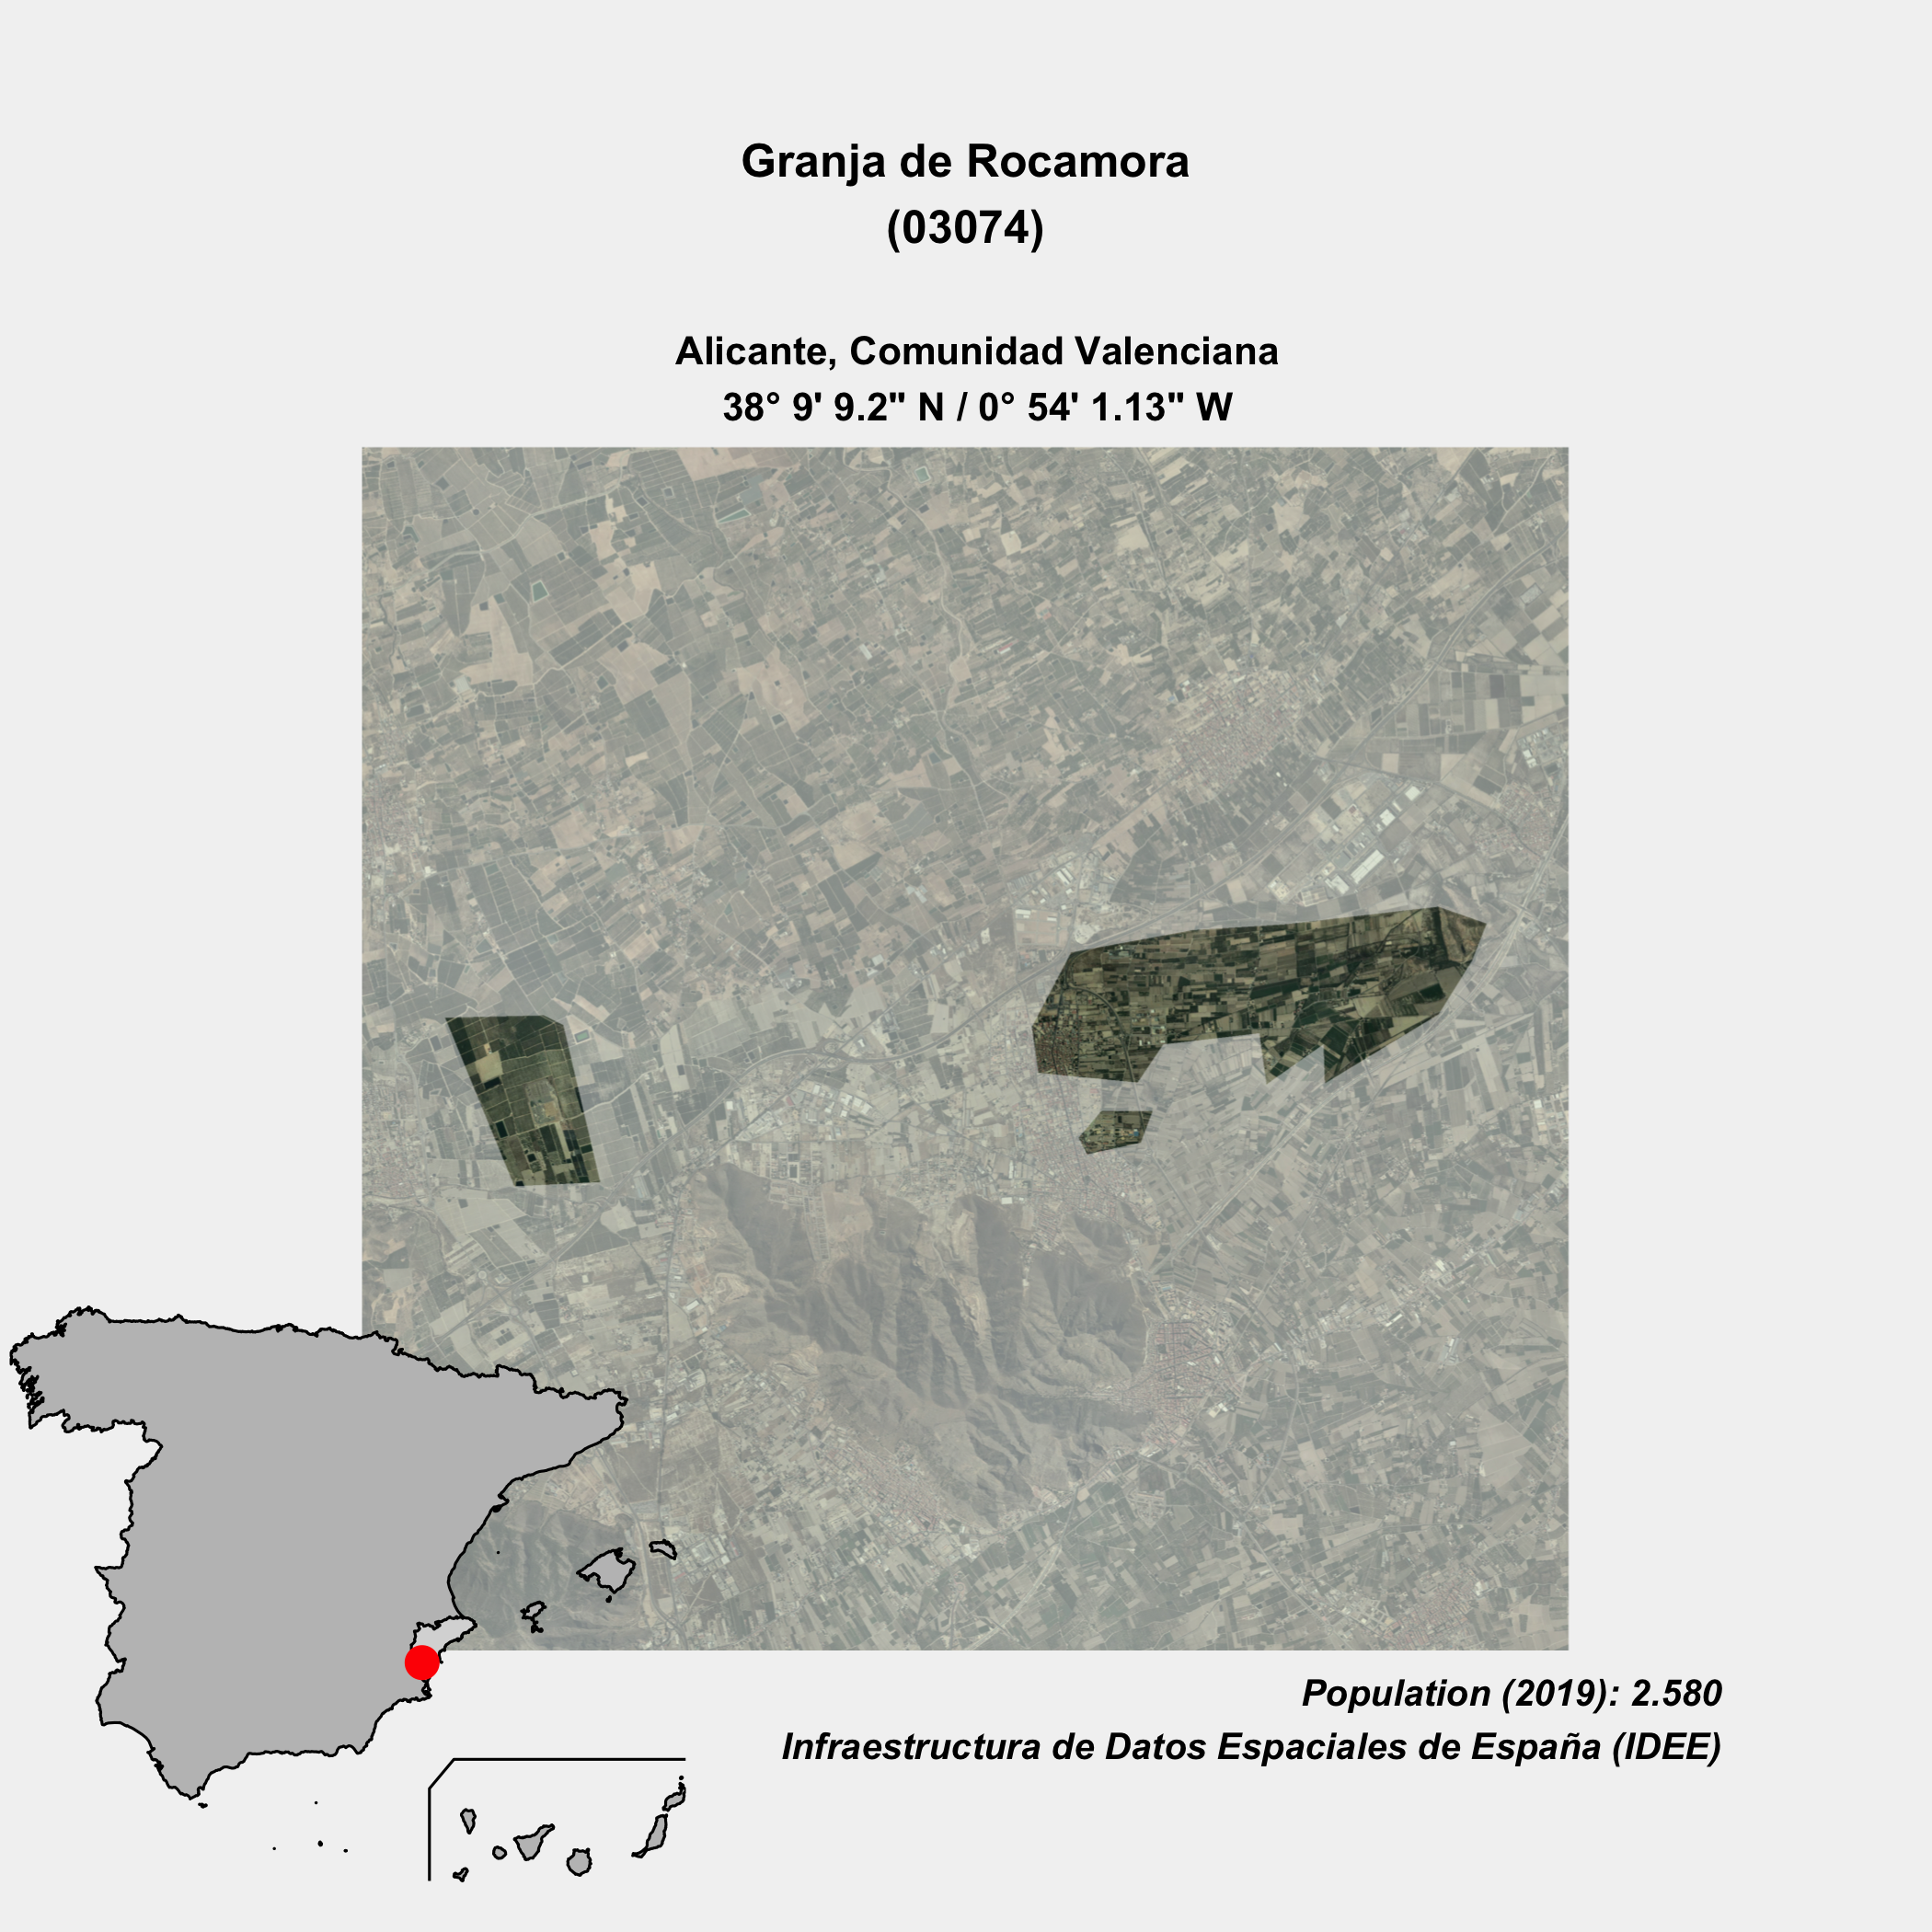 Granja de Rocamora
(03074)
Alicante, Comunidad Valenciana
38° 9' 9.2" N / 0° 54' 1.13" W
Population (2019): 2.580
Infraestructura de Datos Espaciales de España (IDEE)